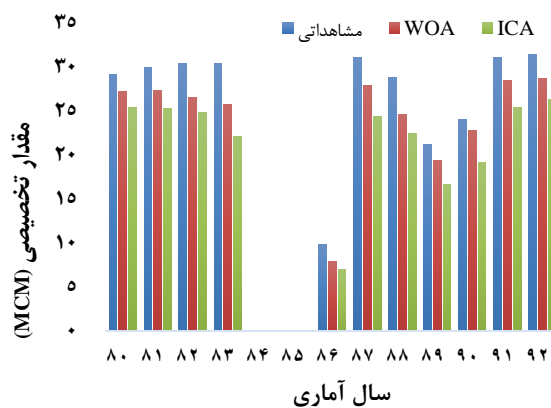 مشاهداتی WOA ICA
مقدار تخصیصی (MCM)
۳۵
۳۰
۲۵
۲۰
۱۵
۱۰
۵
۰
۸۰ ۸۱ ۸۲ ۸۳ ۸۴ ۸۵ ۸۶ ۸۷ ۸۸ ۸۹ ۹۰ ۹۱ ۹۲
سال آماری